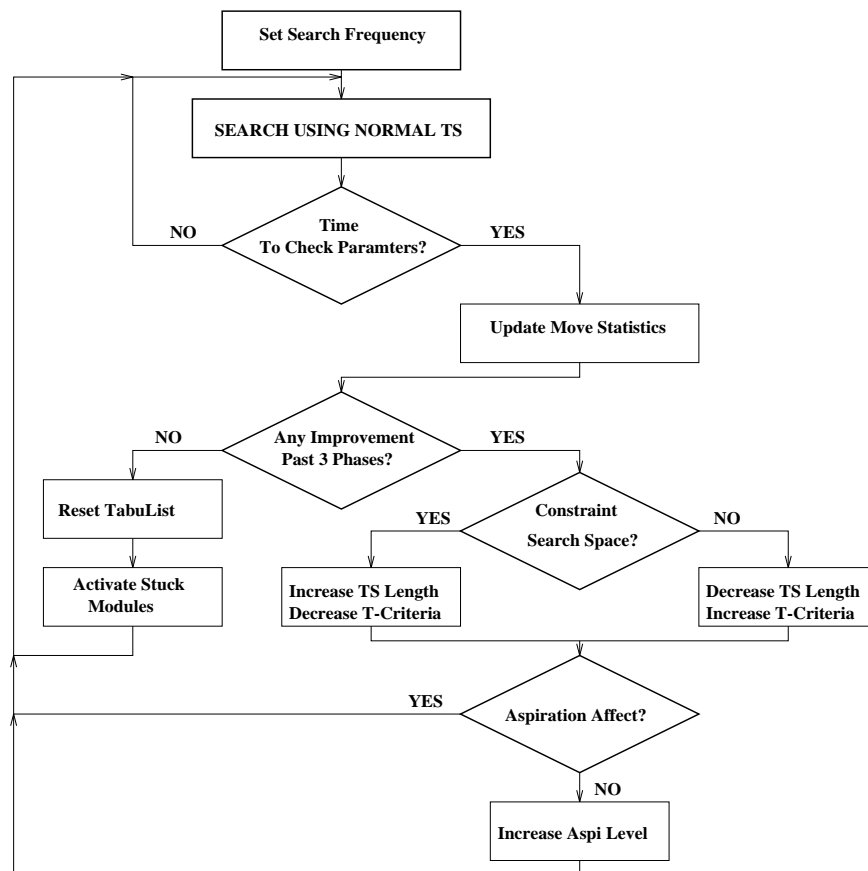 Set Search Frequency
SEARCH USING NORMAL TS
Time
To Check Paramters?
NO
YES
Update Move Statistics
Any Improvement
Past 3 Phases?
NO
YES
Reset TabuList
Constraint
Search Space?
YES
NO
Activate Stuck
Modules
Increase TS Length
Decrease T-Criteria
Decrease TS Length
Increase T-Criteria
YES
Aspiration Affect?
NO
Increase Aspi Level